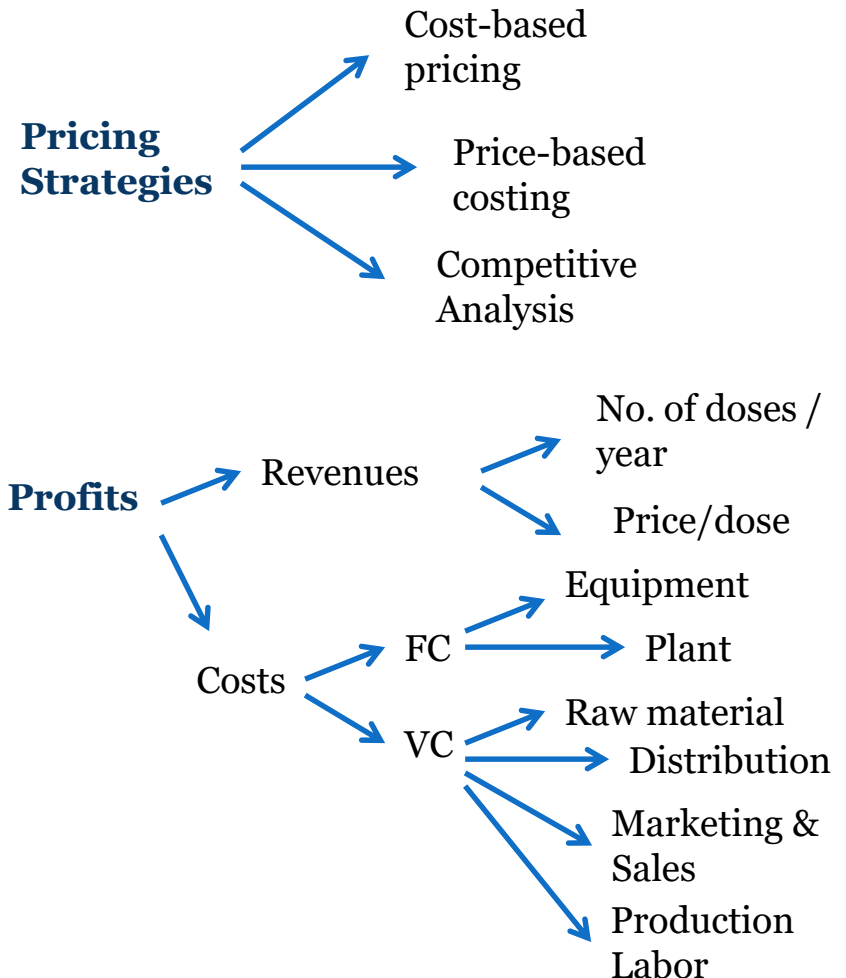 Cost-based
pricing
Pricing
Strategies
Price-based
costing
Competitive
Analysis
No. of doses /
year
Revenues
Profits
Price/dose
Equipment
FC
Plant
Costs
Raw material
VC
Distribution
Marketing &
Sales
Production
Labor